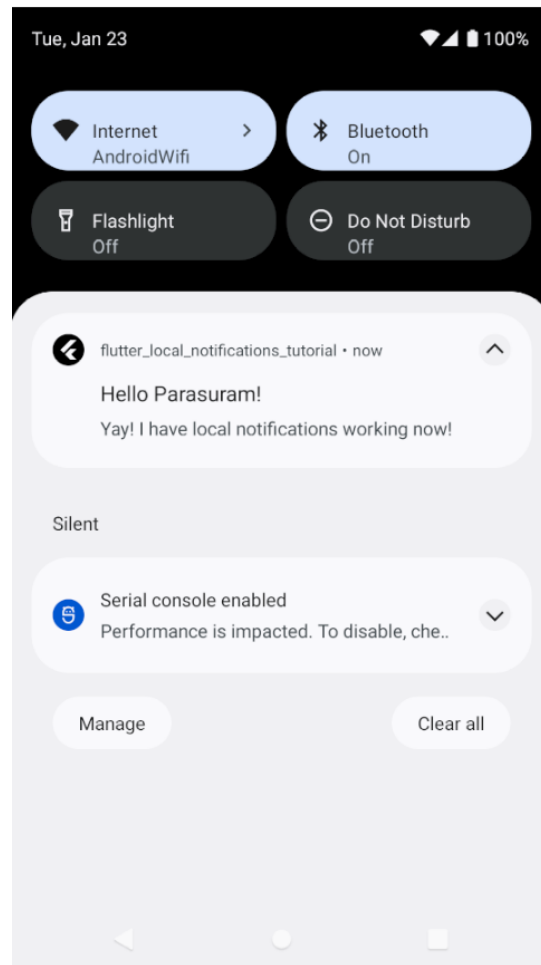 Tue, Jan 23
100%
Internet
AndroidWifi
Bluetooth
On
Flashlight
Off
Do Not Disturb
Off
flutter_local_notifications_tutorial • now
Hello Parasuram!
Yay! I have local notifications working now!
Silent
Serial console enabled
Performance is impacted. To disable, che..
Manage
Clear all